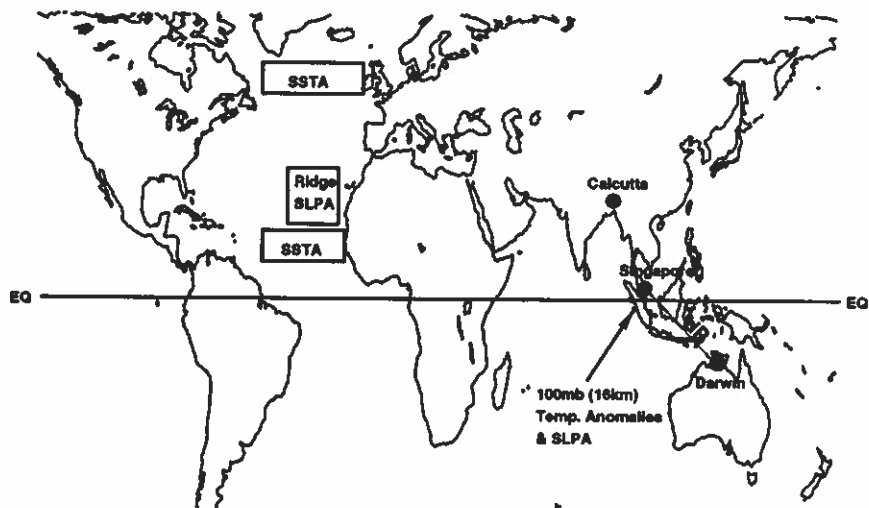 SSTA
Ridge
SLPA
Calcutta
SSTA
Singapore
EQ
EQ
Darwin
100mb (16km)
Temp. Anomalies
& SLPA